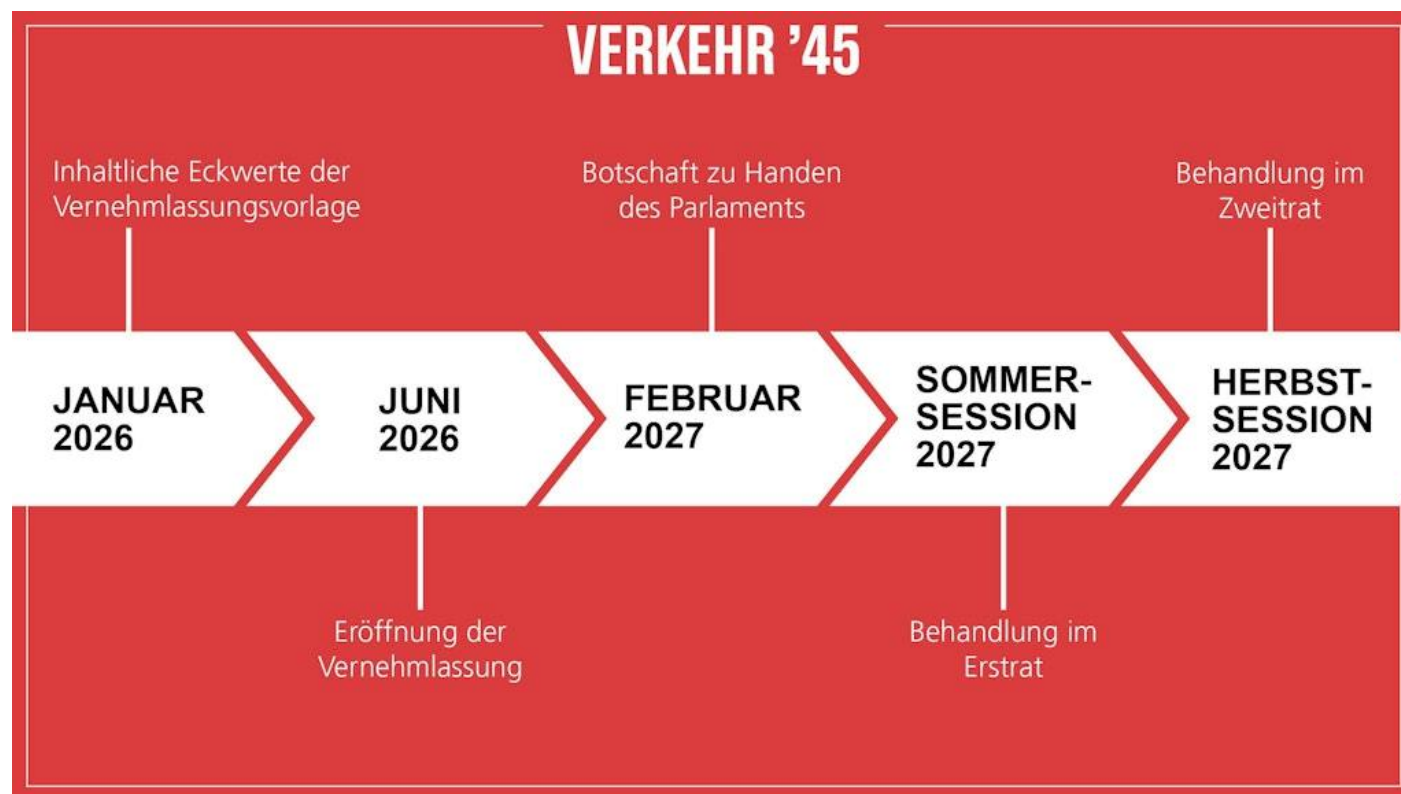 VERKEHR ’45
Inhaltliche Eckwerte der
Vernehmlassungsvorlage
Botschaft zu Handen
des Parlaments
Behandlung im
Zweitrat
JANUAR
2026
JUNI
2026
FEBRUAR
2027
SOMMER-
SESSION
2027
HERBST-
SESSION
2027
Eröffnung der
Vernehmlassung
Behandlung im
Erstrat